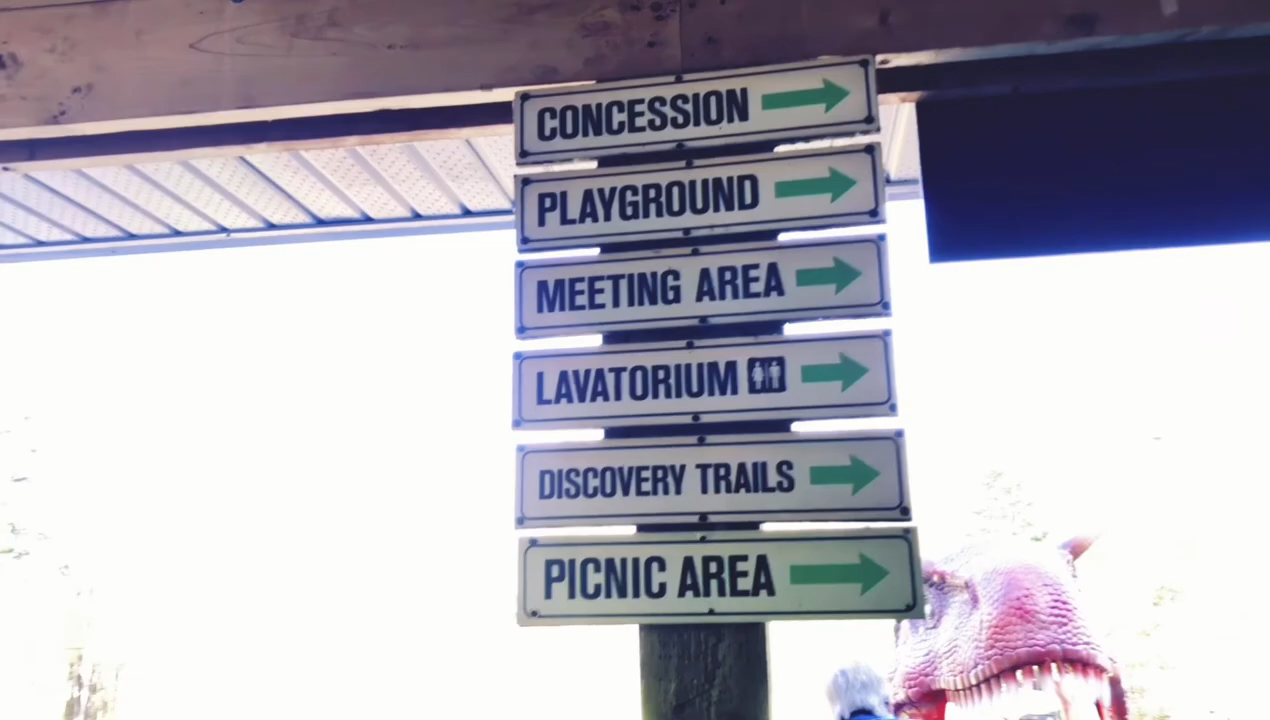 CONCESSION
PLAYGROUND
MEETING AREA
LAVATORIUM
DISCOVERY TRAILS
PICNIC AREA